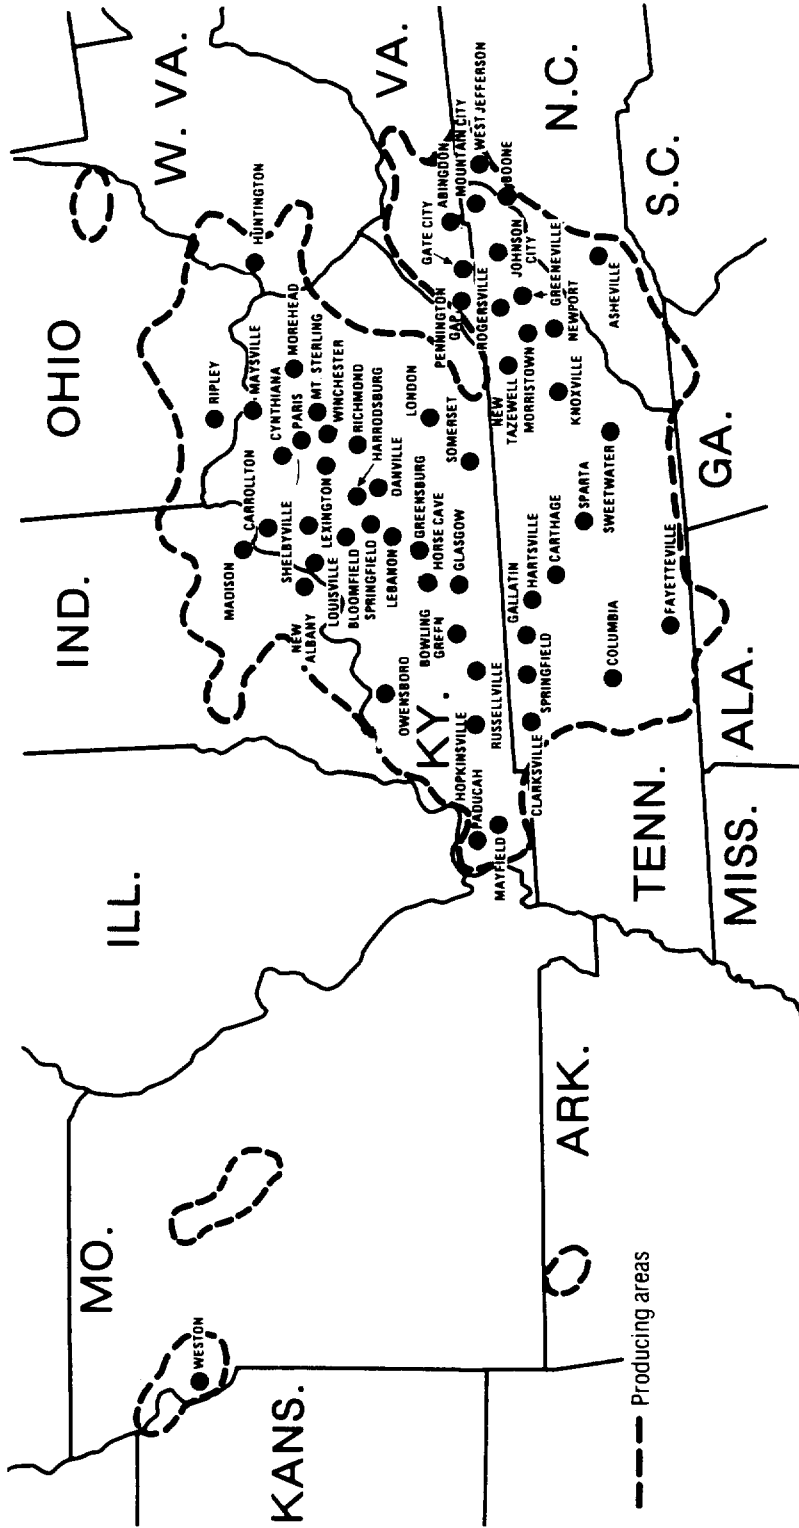 OHIO
W. VA.
VA.
N.C.
S.C.
IND.
ILL.
KY.
GA.
ALA.
TENN.
MISS.
MO.
ARK.
KANS.
HUNTINGTON
RIPLEY
MAYSVILLE
MOREHEAD
CYNTHIANA
PARIS
MT. STERLING
WINCHESTER
RICHMOND
HARRODSBURG
DANVILLE
CARROLLTON
MADISON
SHELBYVILLE
LEXINGTON
NEW
ALBANY
LOUISVILLE
BLOOMFIELD
SPRINGFIELD
LEBANON
GREENSBURG
HORSE CAVE
GLASGOW
LONDON
SOMERSET
BOWLING
GREEN
OWENSBORO
RUSSELLVILLE
HOPKINSVILLE
PADUCAH
MAYFIELD
CLARKSVILLE
SPRINGFIELD
GALLATIN
HARTSVILLE
CARTHAGE
SPARTA
SWEETWATER
COLUMBIA
FAYETTEVILLE
PENNINGTON
GAP
GATE CITY
ABINGDON
MOUNTAIN CITY
WEST JEFFERSON
BOONE
JOHNSON
CITY
ROGERSVILLE
GREENEVILLE
NEWPORT
NEW
TAZEWELL
MORRISTOWN
KNOXVILLE
ASHEVILLE
WESTON
Producing areas